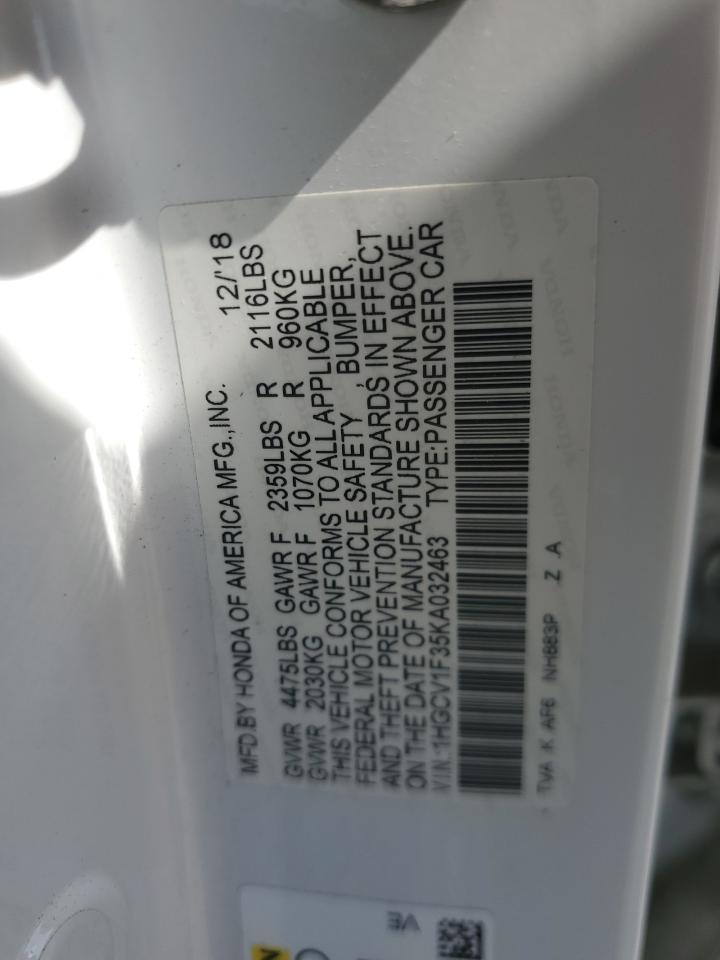 MFD.BY HONDA OF AMERICA MFG.,INC. 12/'18
GVWR 4475LBS GAWR F 2359LBS R 2116LBS
GVWR 2030KG GAWR F 1070KG R 960KG
THIS VEHICLE CONFORMS TO ALL APPLICABLE
FEDERAL MOTOR VEHICLE SAFETY , BUMPER,
AND THEFT PREVENTION STANDARDS IN EFFECT
ON THE DATE OF MANUFACTURE SHOWN ABOVE.
VIN:1HGCV1F35KA032463 TYPE:PASSENGER CAR
TVA K AF6 NH883P Z A
HONDA